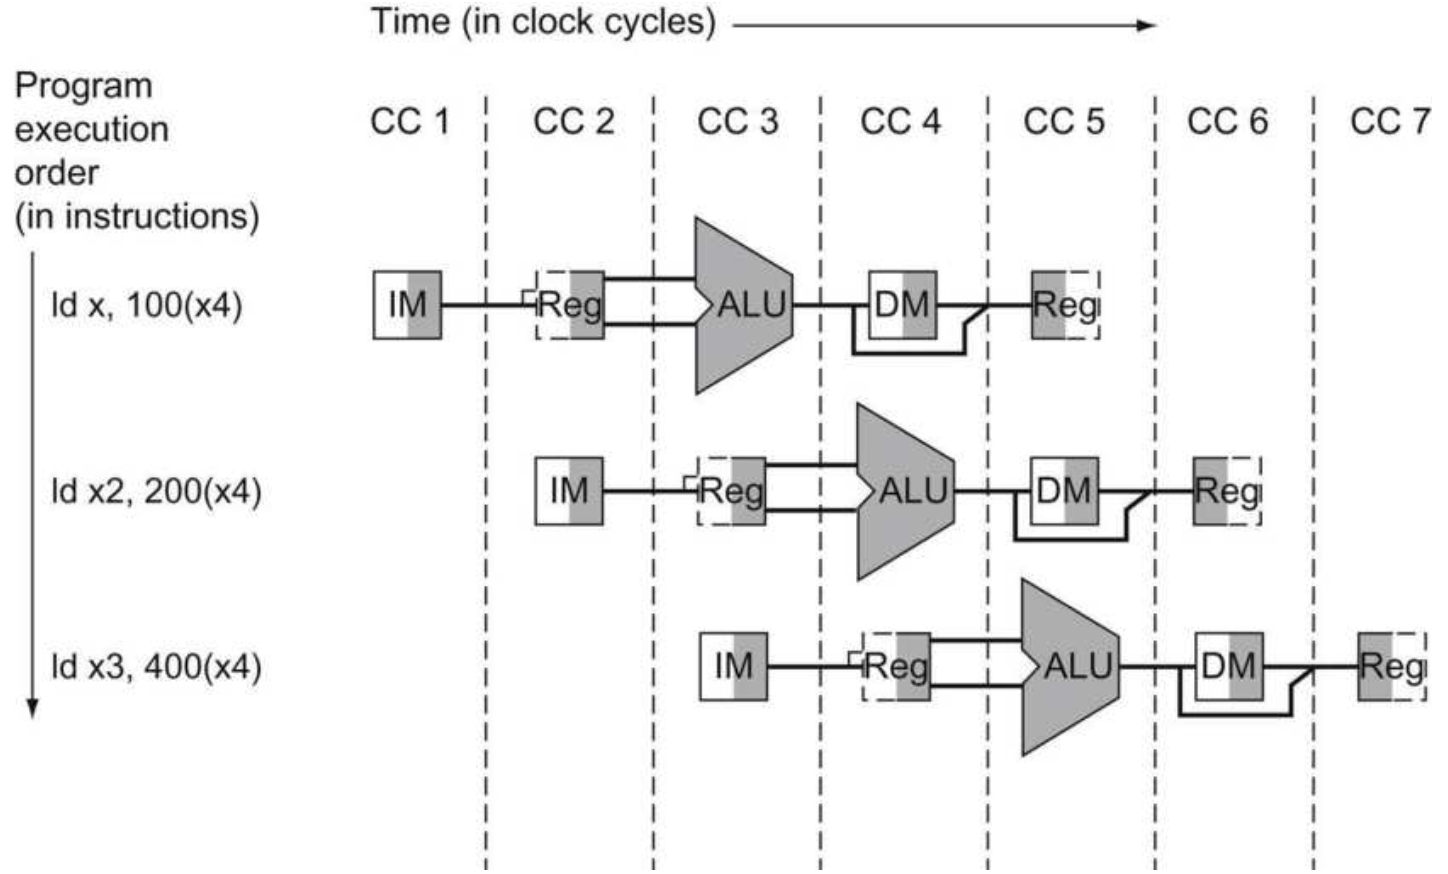 Time (in clock cycles)
Program
execution
order
(in instructions)
CC 1 CC 2 CC 3 CC 4 CC 5 CC 6 CC 7
ld x, 100(x4) IM Reg ALU DM Reg
ld x2, 200(x4) IM Reg ALU DM Reg
ld x3, 400(x4) IM Reg ALU DM Reg